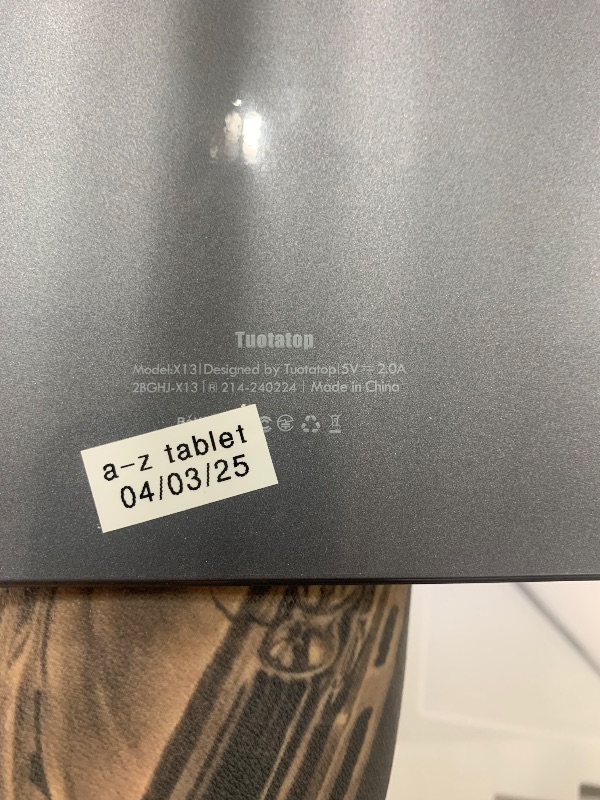 Tuotatop
Model:X13|Designed by Tuotatop|5V⎓2.0A
2BGHJ-X13 | 214-240224 | Made in China
a-z tablet
04/03/25